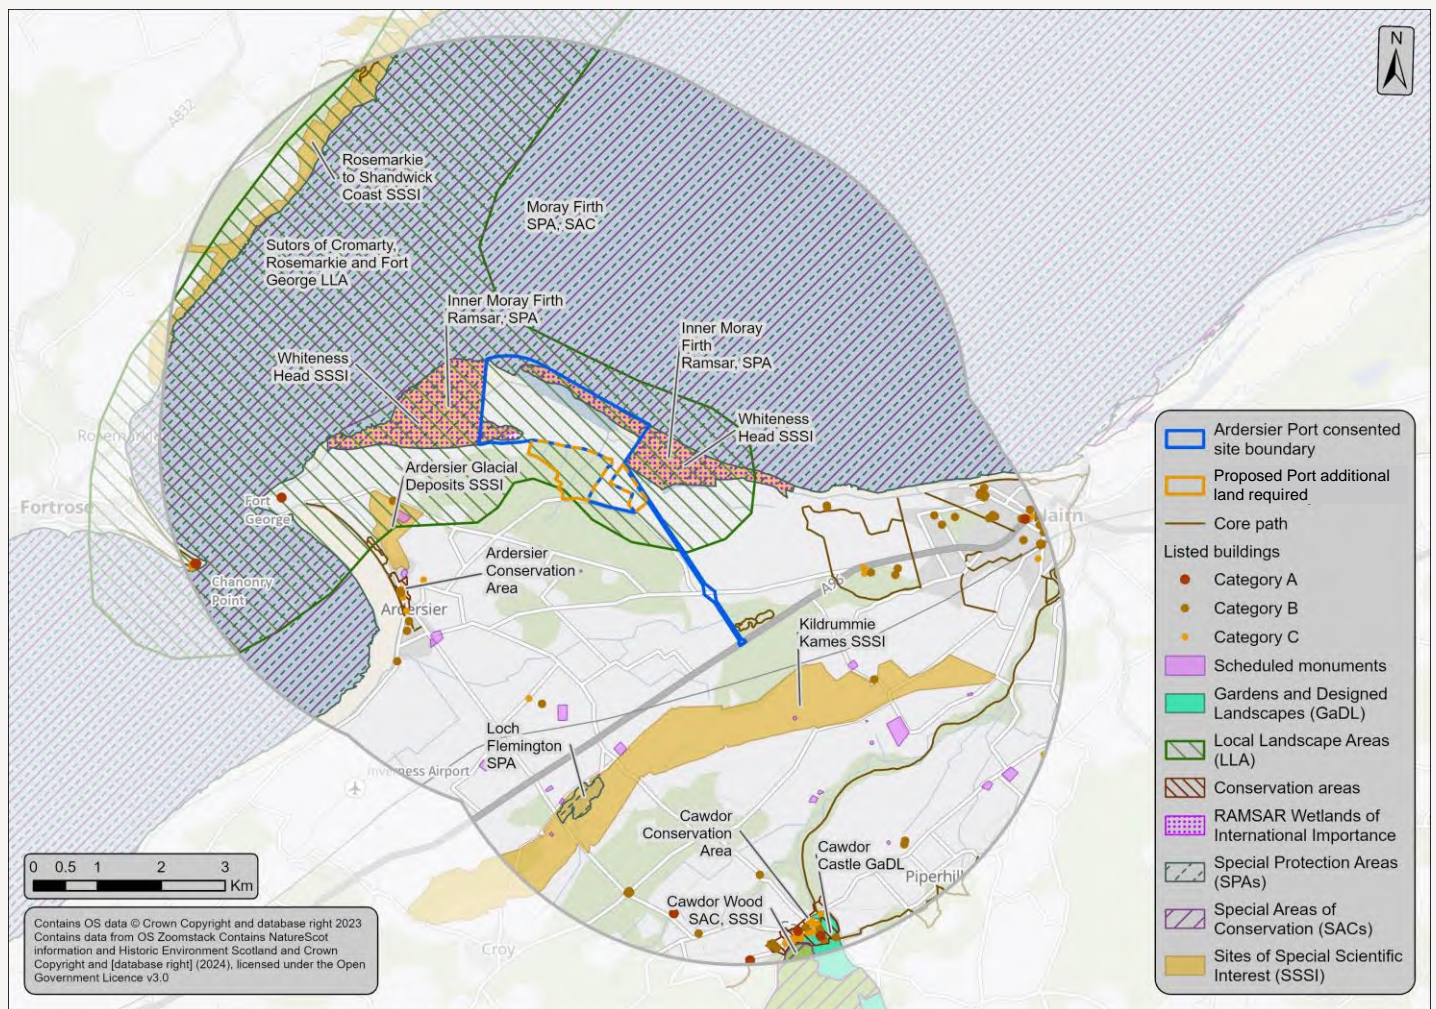 N
A832
Rosemarkie
to Shandwick
Coast SSSI
Moray Firth
SPA, SAC
Sutors of Cromarty,
Rosemarkie and Fort
George LLA
Inner Moray Firth
Ramsar, SPA
Inner Moray
Firth
Ramsar, SPA
Whiteness
Head SSSI
Whiteness
Head SSSI
Ardersier Glacial
Deposits SSSI
Fort
George
Fortrose
Nairn
Ardersier
Conservation
Area
Chanonry
Point
Ardersier
A96
Kildrummie
Kames SSSI
Loch
Flemington
SPA
Inverness Airport
Cawdor
Conservation
Area
Cawdor
Castle GaDL
Piperhill
Cawdor Wood
SAC, SSSI
Croy
Ardersier Port consented
site boundary
Proposed Port additional
land required
Core path
Listed buildings
Category A
Category B
Category C
Scheduled monuments
Gardens and Designed
Landscapes (GaDL)
Local Landscape Areas
(LLA)
Conservation areas
RAMSAR Wetlands of
International Importance
Special Protection Areas
(SPAs)
Special Areas of
Conservation (SACs)
Sites of Special Scientific
Interest (SSSI)
0 0.5 1 2 3
Km
Contains OS data © Crown Copyright and database right 2023
Contains data from OS Zoomstack Contains NatureScot
information and Historic Environment Scotland and Crown
Copyright and [database right] (2024), licensed under the Open
Government Licence v3.0